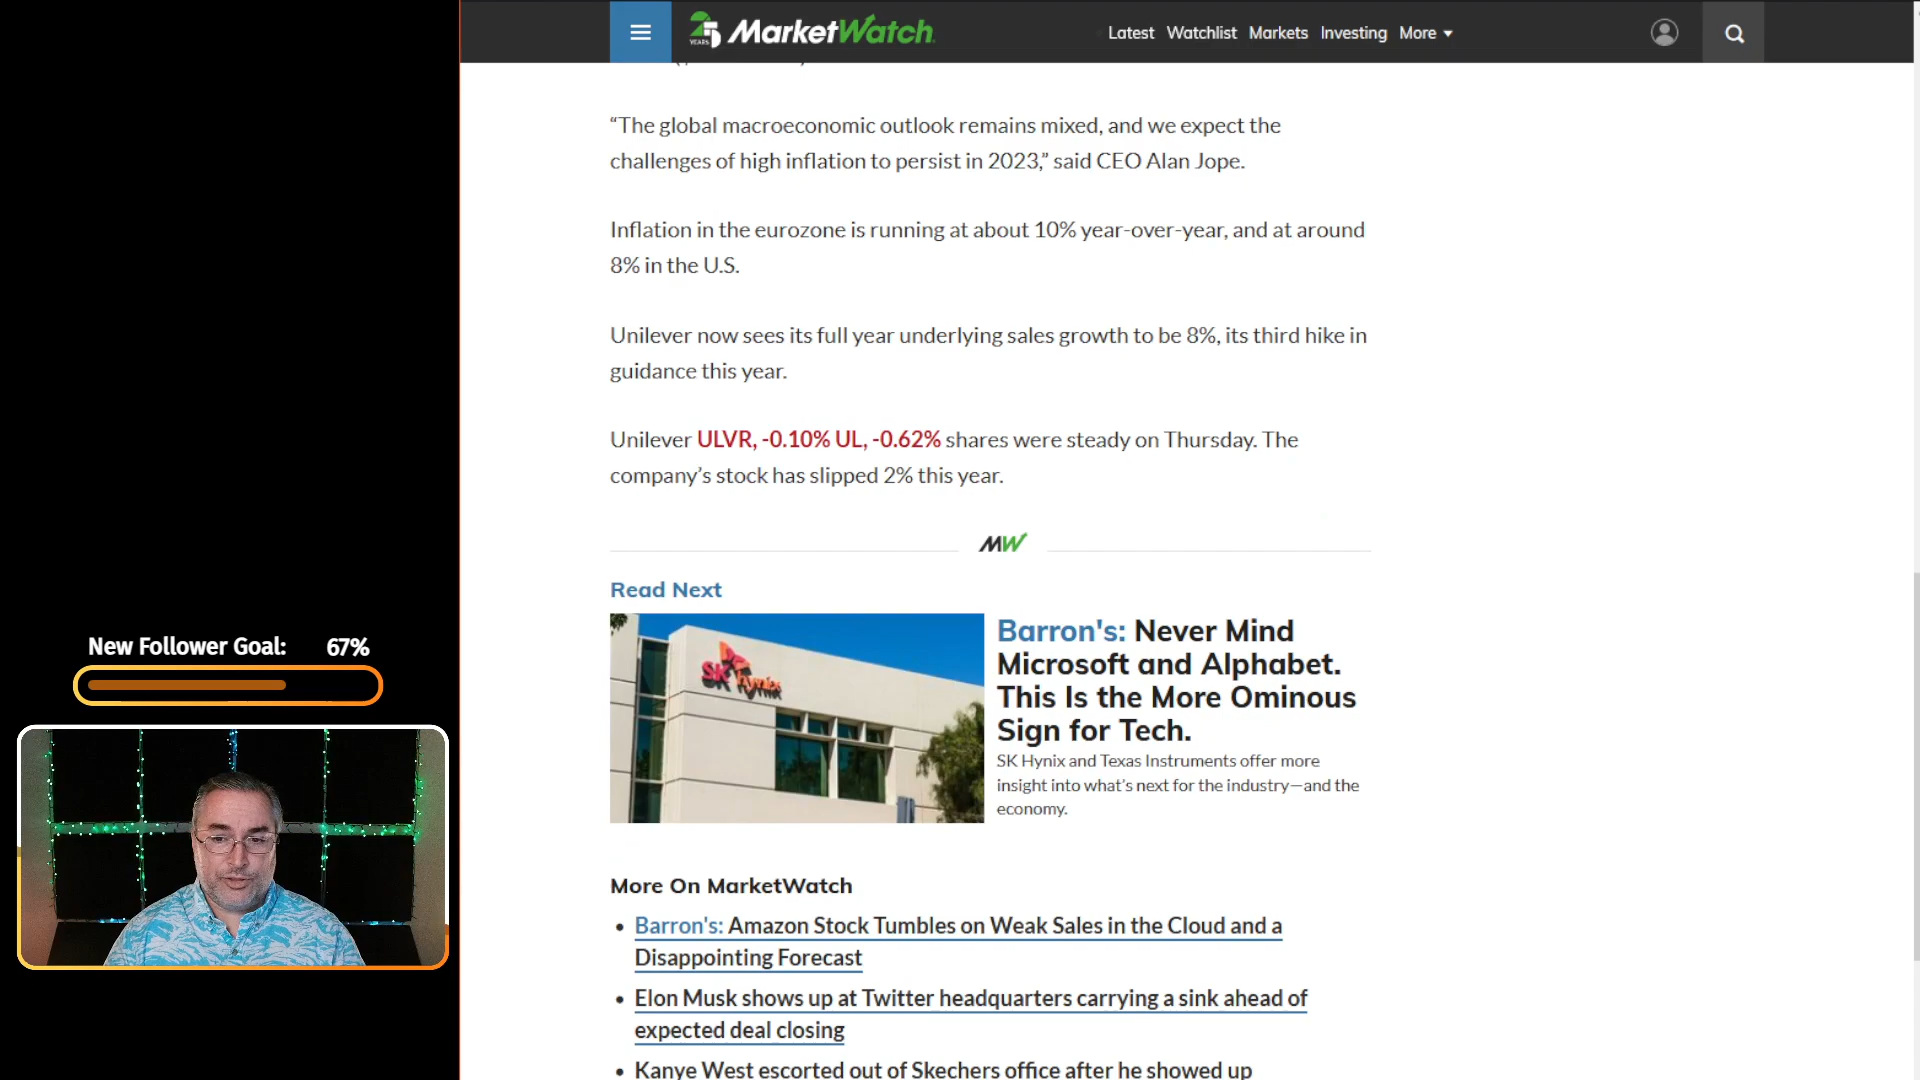 25 YEARS MarketWatch
Latest Watchlist Markets Investing More
“The global macroeconomic outlook remains mixed, and we expect the
challenges of high inflation to persist in 2023,” said CEO Alan Jope.
Inflation in the eurozone is running at about 10% year-over-year, and at around
8% in the U.S.
Unilever now sees its full year underlying sales growth to be 8%, its third hike in
guidance this year.
Unilever ULVR, -0.10% UL, -0.62% shares were steady on Thursday. The
company’s stock has slipped 2% this year.
MW
Read Next
SK hynix
Barron's: Never Mind
Microsoft and Alphabet.
This Is the More Ominous
Sign for Tech.
SK Hynix and Texas Instruments offer more
insight into what’s next for the industry—and the
economy.
New Follower Goal: 67%
More On MarketWatch
• Barron's: Amazon Stock Tumbles on Weak Sales in the Cloud and a
Disappointing Forecast
• Elon Musk shows up at Twitter headquarters carrying a sink ahead of
expected deal closing
• Kanye West escorted out of Skechers office after he showed up